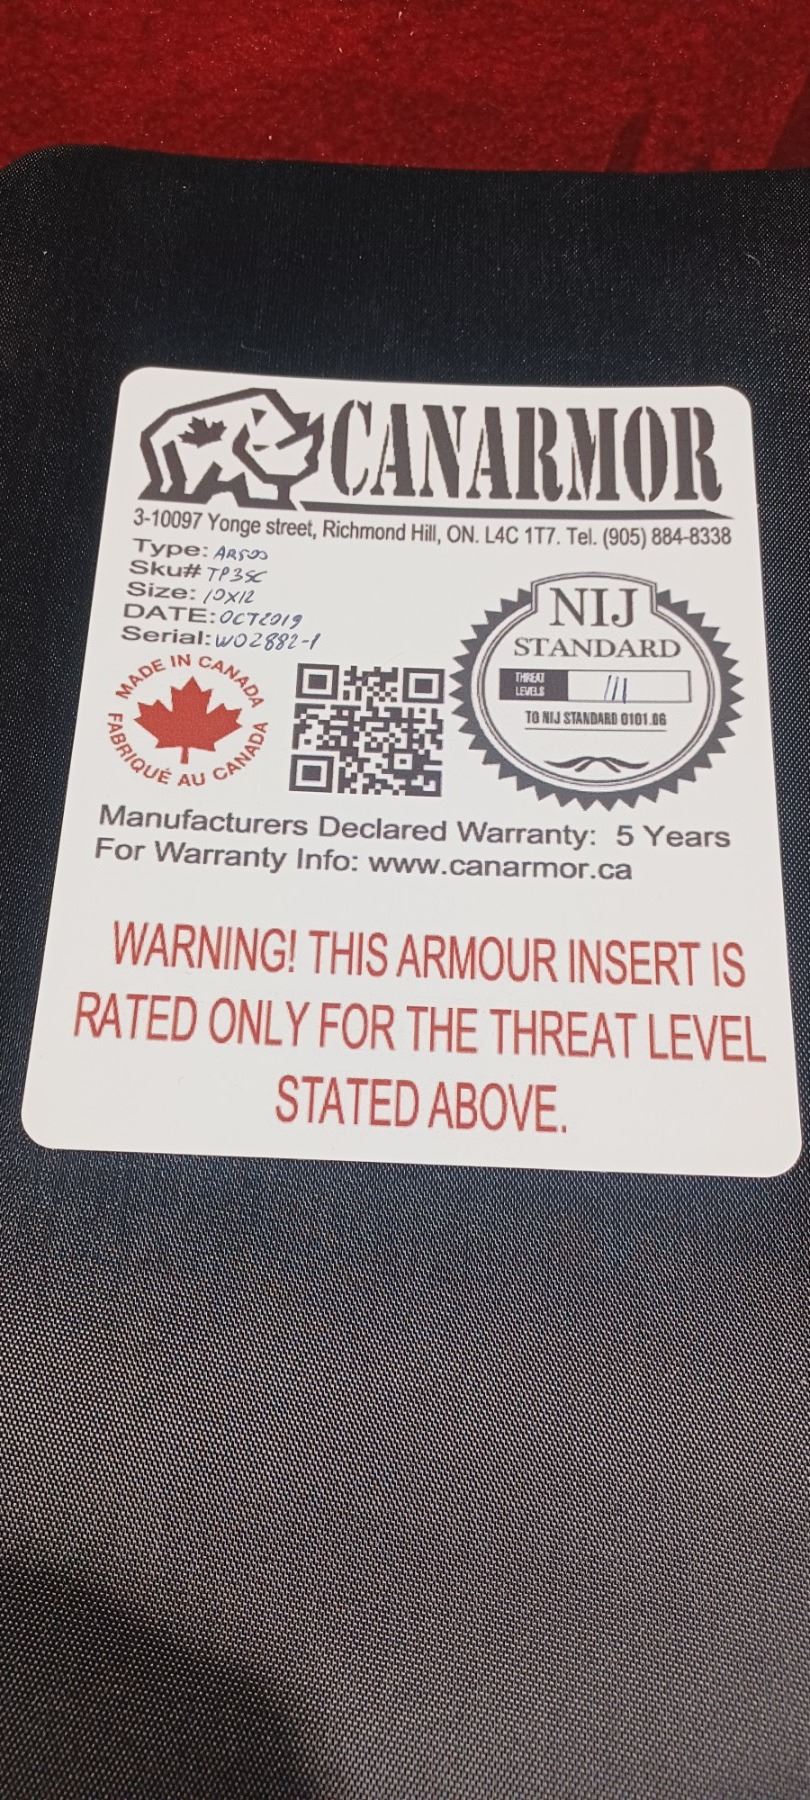 CANARMOR
3-10097 Yonge street, Richmond Hill, ON. L4C 1T7. Tel. (905) 884-8338
Type: AR500
Sku# TP3SC
Size: 10X12
DATE: OCT2019
Serial: WO2882-1
MADE IN CANADA
FABRIQUÉ AU CANADA
NIJ
STANDARD
THREAT
LEVELS
III
TO NIJ STANDARD 0101.06
Manufacturers Declared Warranty: 5 Years
For Warranty Info: www.canarmor.ca
WARNING! THIS ARMOUR INSERT IS
RATED ONLY FOR THE THREAT LEVEL
STATED ABOVE.